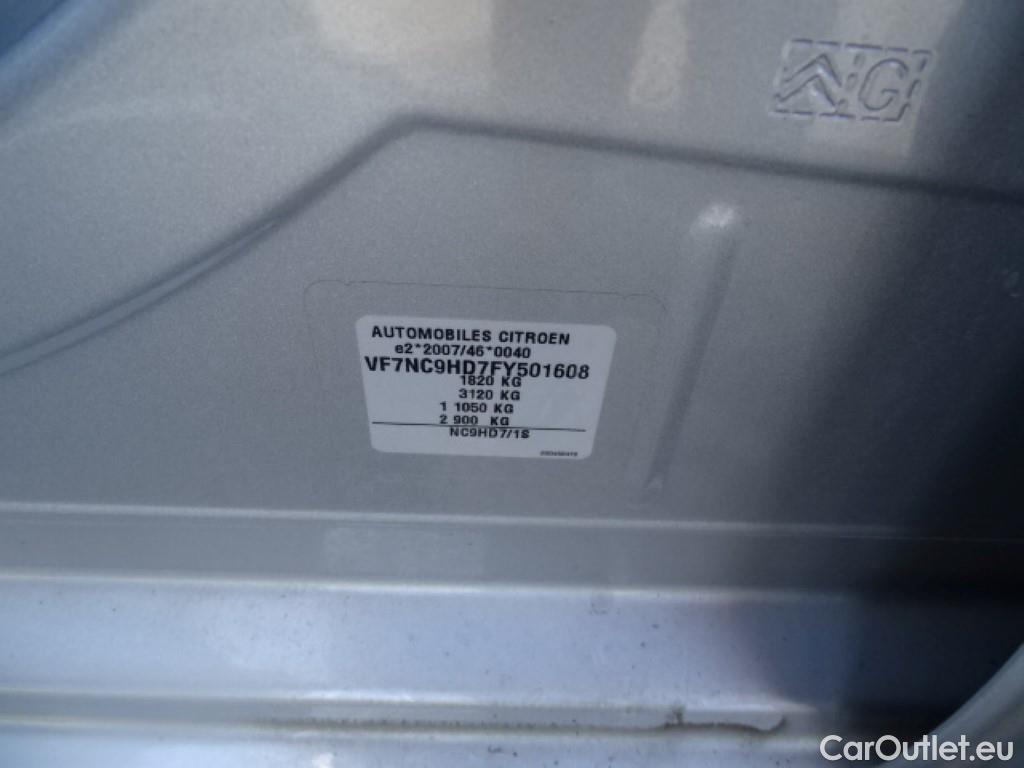 G
AUTOMOBILES CITROEN
e2*2007/46*0040
VF7NC9HD7FY501608
1820 KG
3120 KG
1 1050 KG
2 900 KG
NC9HD7/1S
CarOutlet.eu